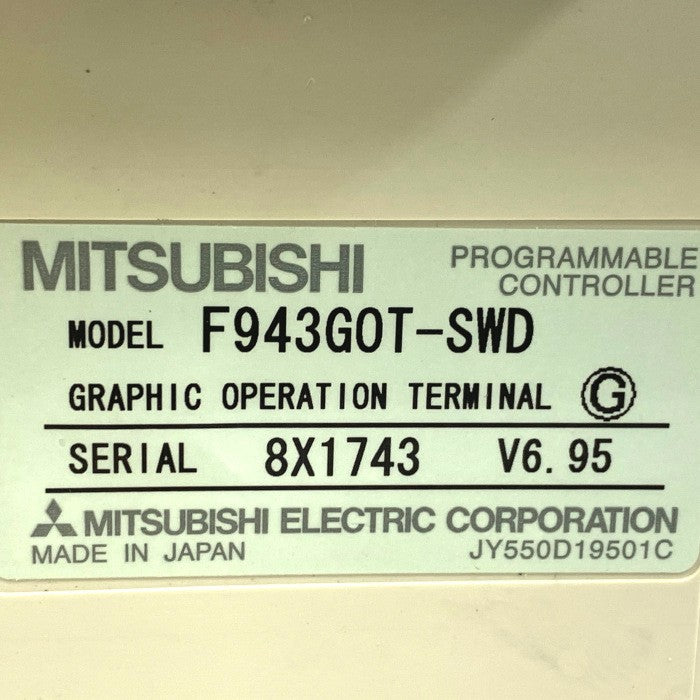 MITSUBISHI PROGRAMMABLE CONTROLLER
MODEL F943GOT-SWD
GRAPHIC OPERATION TERMINAL G
SERIAL 8X1743 V6.95
MITSUBISHI ELECTRIC CORPORATION
MADE IN JAPAN JY550D19501C